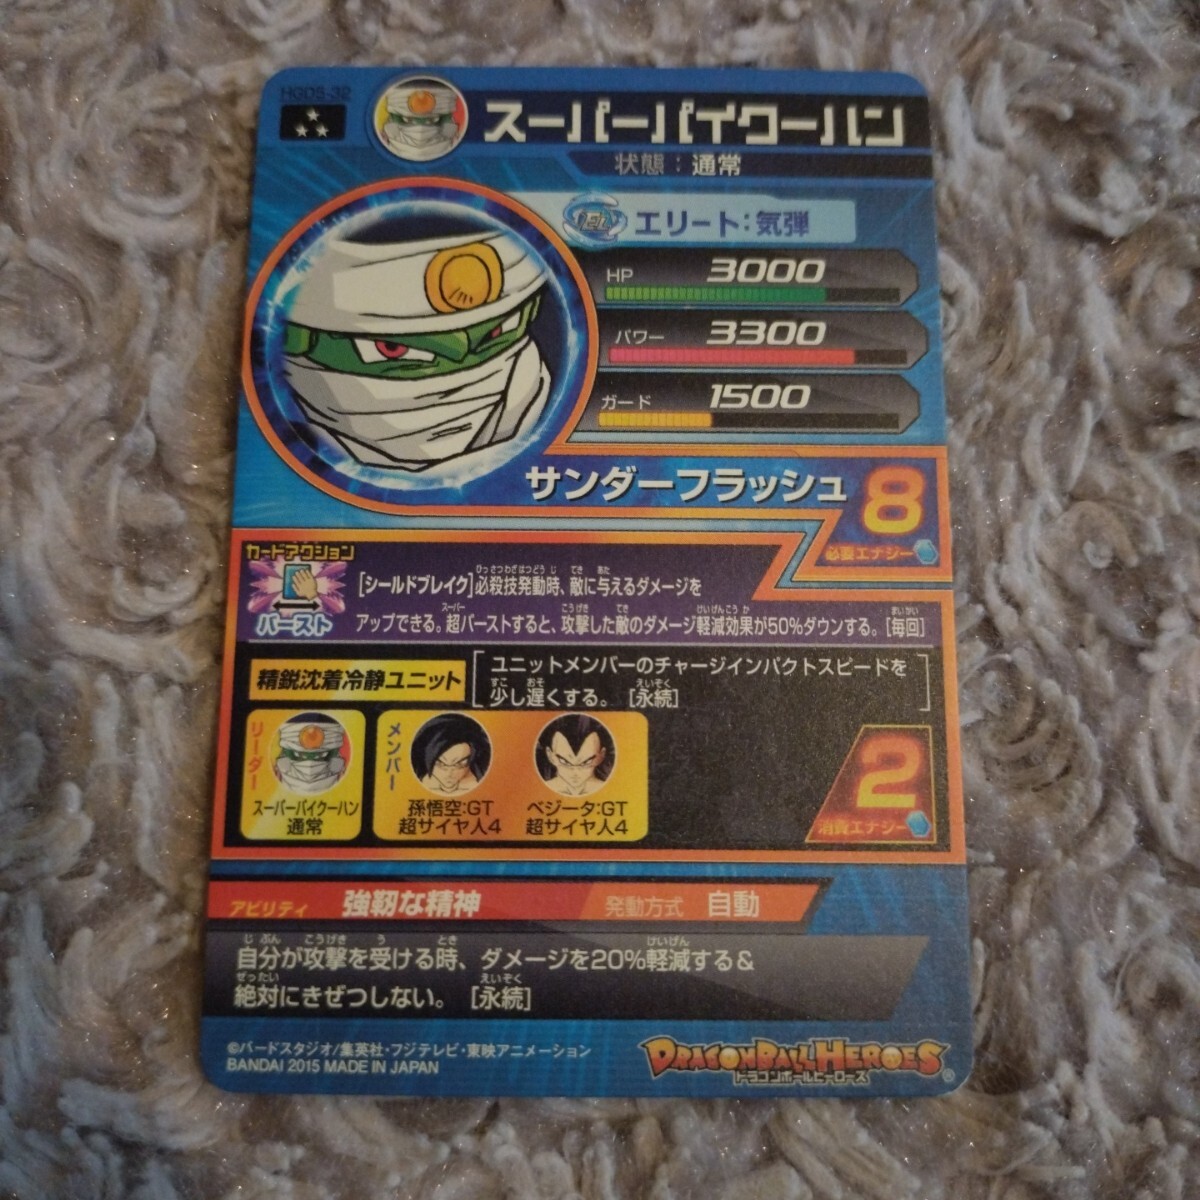 HGD5-32
スーパーパイクーハン
状態：通常
エリート：気弾
HP 3000
パワー 3300
ガード 1500
サンダーフラッシュ 8
必要エナジー
カードアクション
バースト
[シールドブレイク]必殺技発動時、敵に与えるダメージを
アップできる。超バーストすると、攻撃した敵のダメージ軽減効果が50%ダウンする。[毎回]
精鋭沈着冷静ユニット
ユニットメンバーのチャージインパクトスピードを
少し遅くする。[永続]
リーダー
スーパーパイクーハン
通常
メンバー
孫悟空:GT
超サイヤ人4
ベジータ:GT
超サイヤ人4
2
消費エナジー
アビリティ 強靭な精神 発動方式 自動
自分が攻撃を受ける時、ダメージを20%軽減する&
絶対にきぜつしない。[永続]
©バードスタジオ/集英社・フジテレビ・東映アニメーション
BANDAI 2015 MADE IN JAPAN
DRAGONBALL HEROES
ドラゴンボールヒーローズ